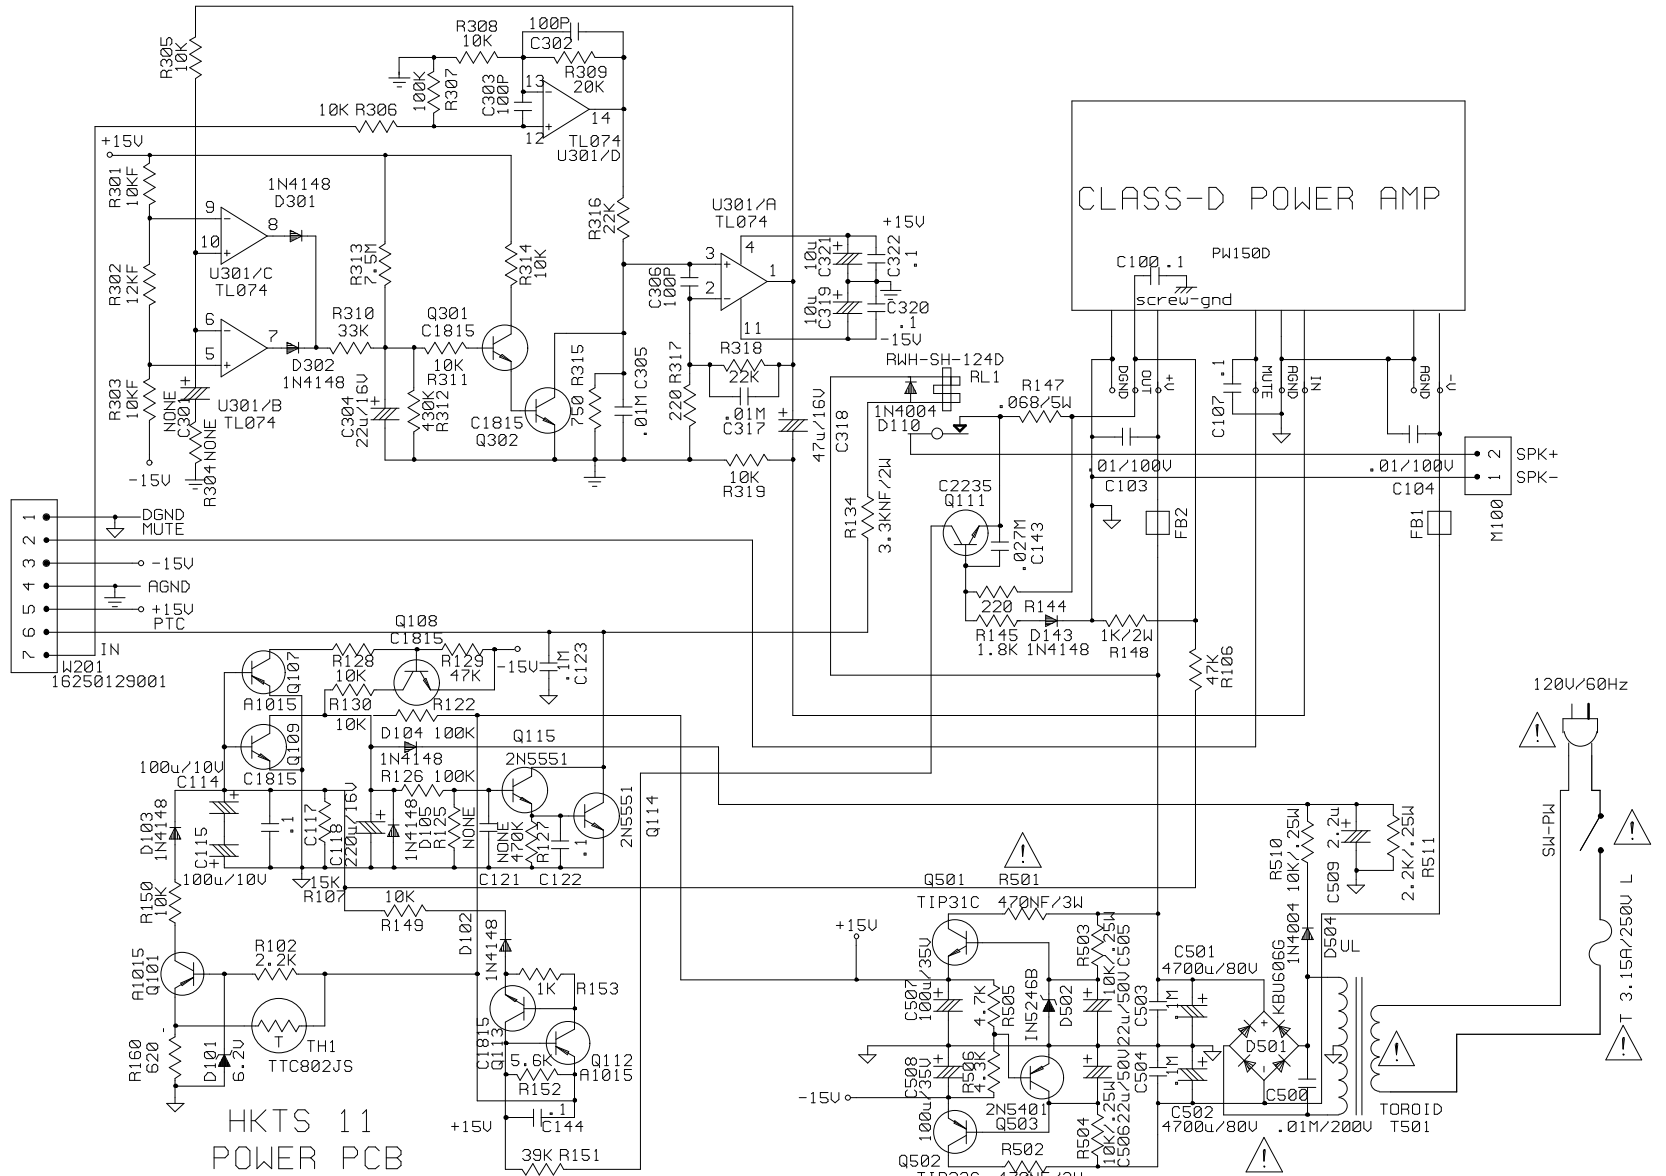 R305
10K
R308
10K
100P
C302
R309
20K
100K
R307
C303
100P
13
12
14
TL074
U301/D
10K R306
+15V
R301
10KF
R302
12KF
R303
10KF
-15V
1N4148
D301
9
10
8
U301/C
TL074
6
5
7
U301/B
TL074
D302
1N4148
NONE
C301
R304 NONE
R313
7.5M
R314
10K
R310
33K
Q301
C1815
10K
R311
430K
R312
C304
22u/16V
C1815
Q302
R315
750
R316
22K
.01M C305
U301/A
TL074
3
2
4
1
11
C306
100P
R317
220
R318
22K
.01M
C317
10K
R319
47u/16V
C318
+15V
10u
C321
C322
.1
10u
C319
C320
.1
-15V
RWH-SH-124D
RL1
1N4004
D110
R147
.068/5W
R134
3.3KNF/2W
C2235
Q111
.027M
C143
220
R144
R145
1.8K
D143
1N4148
1K/2W
R148
47K
R106
CLASS-D POWER AMP
PW150D
C100 .1
screw-gnd
DGND
OUT
+V
MUTE
AGND
IN
AGND
-V
C107
.1
.01/100V
C103
.01/100V
C104
FB2
FB1
2
1
SPK+
SPK-
M100
1
2
3
4
5
6
7
DGND
MUTE
-15V
AGND
+15V
PTC
IN
W201
16250129001
Q107
A1015
Q109
C1815
R128
10K
R130
10K
Q108
C1815
R129
47K
-15V
.1M
C123
R122
100K
D104
1N4148
R126 100K
Q115
2N5551
2N5551
Q114
100u/10V
C114
C115
100u/10V
D103
1N4148
R150
10K
.1
C117
C118
220u/16V
15K
R107
1N4148
D105
R125
NONE
NONE
C121
470K
R127
.1
C122
10K
R149
D102
1N4148
A1015
Q101
R102
2.2K
TH1
TTC802JS
T
R160
620
D101
6.2V
1K
R153
C1815
Q113
5.6K
R152
Q112
A1015
.1
C144
+15V
39K R151
HKTS 11
POWER PCB
+15V
-15V
Q501
TIP31C
R501
470NF/3W
C507
100u/35V
C508
100u/35V
4.7K
R505
R506
4.3K
IN5246B
D502
2N5401
Q503
R503
10K/.25W
C505
22u/50V
R504
10K/.25W
C506
22u/50V
C503
.1M
C504
.1M
C501
4700u/80V
C502
4700u/80V
KBU606G
D501
C500
.01M/200V
1N4004
D504
UL
R510
10K/.25W
C509
2.2u
2.2K/.25W
R511
Q502
R502
120V/60Hz
SW-PM
T 3.15A/250V L
TOROID
T501